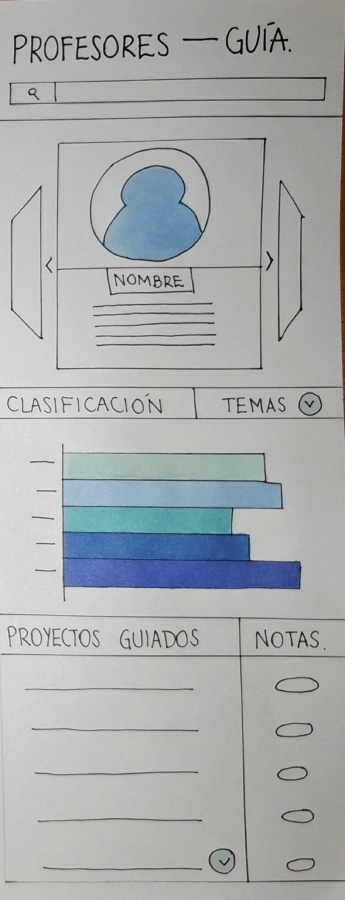 PROFESORES — GUÍA.
NOMBRE
CLASIFICACIÓN
TEMAS
PROYECTOS GUIADOS
NOTAS.